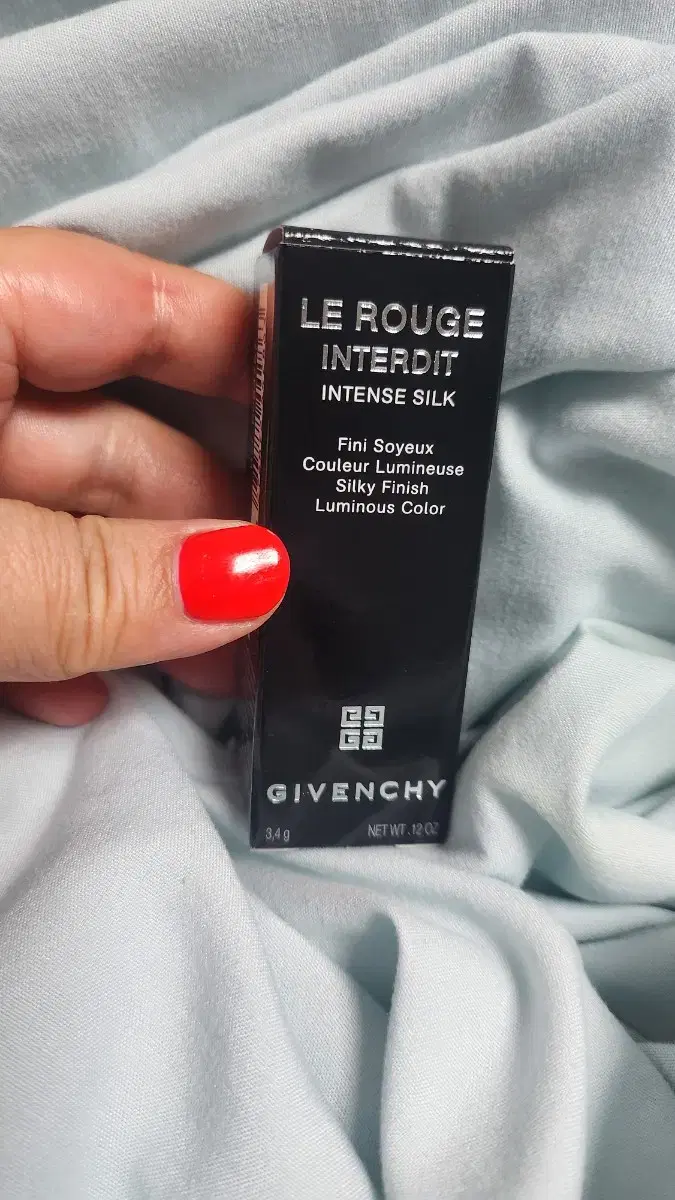 LE ROUGE
INTERDIT
INTENSE SILK
Fini Soyeux
Couleur Lumineuse
Silky Finish
Luminous Color
GIVENCHY
3,4 g NET WT .12 OZ